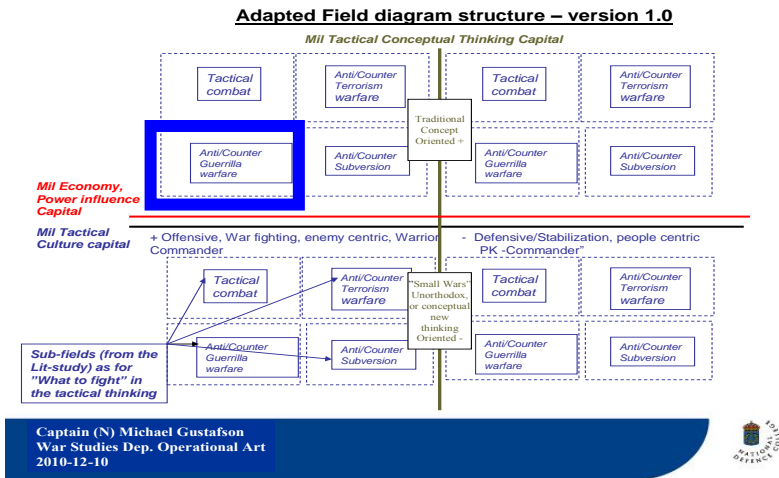 Adapted Field diagram structure – version 1.0
Mil Tactical Conceptual Thinking Capital
Tactical
combat
Anti/Counter
Terrorism
warfare
Tactical
combat
Anti/Counter
Terrorism
warfare
Traditional
Concept
Oriented +
Anti/Counter
Guerrilla
warfare
Anti/Counter
Subversion
Anti/Counter
Guerrilla
warfare
Anti/Counter
Subversion
Mil Economy,
Power influence
Capital
Mil Tactical
Culture capital
+ Offensive, War fighting, enemy centric, Warrior
Commander
- Defensive/Stabilization, people centric
PK -Commander”
Tactical
combat
Anti/Counter
Terrorism
warfare
”Small Wars”
Unorthodox,
or conceptual
new
thinking
Oriented -
Tactical
combat
Anti/Counter
Terrorism
warfare
Anti/Counter
Guerrilla
warfare
Anti/Counter
Subversion
Anti/Counter
Guerrilla
warfare
Anti/Counter
Subversion
Sub-fields (from the
Lit-study) as for
”What to fight” in
the tactical thinking
Captain (N) Michael Gustafson
War Studies Dep. Operational Art
2010-12-10
NATIONAL
DEFENCE